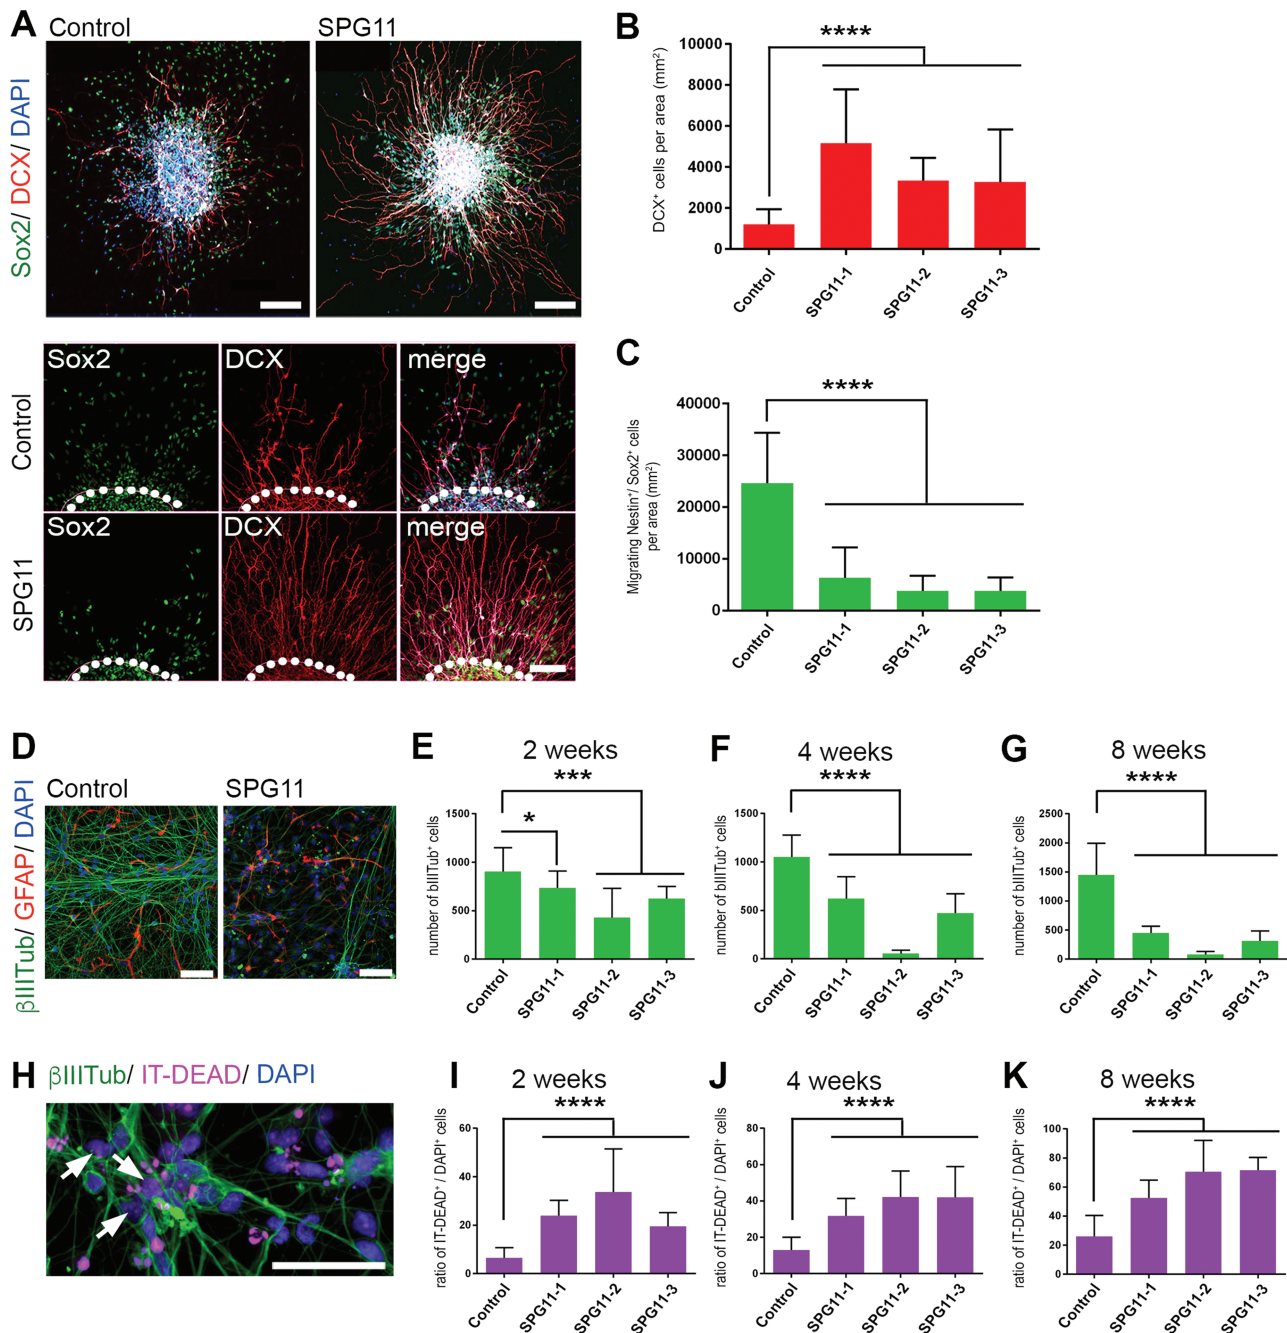 A
Control
SPG11
Sox2/ DCX/ DAPI
Sox2
DCX
merge
Control
Sox2
DCX
merge
SPG11
B
****
DCX⁺ cells per area (mm²)
10000
8000
6000
4000
2000
0
Control
SPG11-1
SPG11-2
SPG11-3
C
****
Migrating Nestin⁺/ Sox2⁺ cells
per area (mm²)
40000
30000
20000
10000
0
Control
SPG11-1
SPG11-2
SPG11-3
D
Control
SPG11
βIIITub/ GFAP/ DAPI
E
2 weeks
***
*
number of bIIITub⁺ cells
1500
1000
500
0
Control
SPG11-1
SPG11-2
SPG11-3
F
4 weeks
****
number of bIIITub⁺ cells
1500
1000
500
0
Control
SPG11-1
SPG11-2
SPG11-3
G
8 weeks
****
number of bIIITub⁺ cells
2500
2000
1500
1000
500
0
Control
SPG11-1
SPG11-2
SPG11-3
H
βIIITub/ IT-DEAD/ DAPI
I
2 weeks
****
ratio of IT-DEAD⁺ / DAPI⁺ cells
60
40
20
0
Control
SPG11-1
SPG11-2
SPG11-3
J
4 weeks
****
ratio of IT-DEAD⁺ / DAPI⁺ cells
80
60
40
20
0
Control
SPG11-1
SPG11-2
SPG11-3
K
8 weeks
****
ratio of IT-DEAD⁺ / DAPI⁺ cells
100
80
60
40
20
0
Control
SPG11-1
SPG11-2
SPG11-3